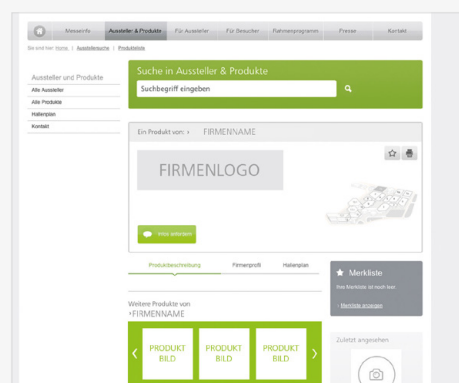 Messeinfo
Aussteller & Produkte
Für Aussteller
Für Besucher
Rahmenprogramm
Presse
Kontakt
Sie sind hier: Home | Ausstellersuche | Produktliste
Aussteller und Produkte
Alle Aussteller
Alle Produkte
Hallenplan
Kontakt
Suche in Aussteller & Produkte
Suchbegriff eingeben
Ein Produkt von: › FIRMENNAME
FIRMENLOGO
Infos anfordern
Produktbeschreibung
Firmenprofil
Hallenplan
Merkliste
Ihre Merkliste ist noch leer.
› Merkliste anzeigen
Weitere Produkte von
›FIRMENNAME
PRODUKT BILD
PRODUKT BILD
PRODUKT BILD
Zuletzt angesehen